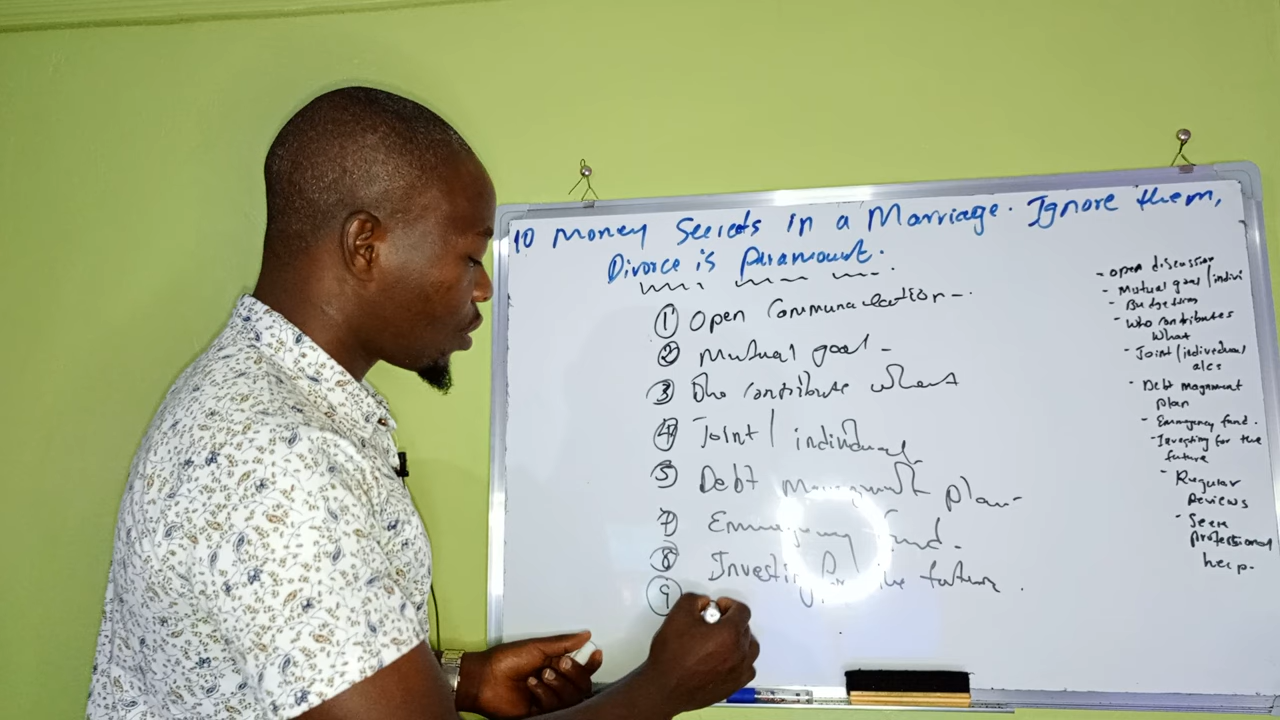 10 Money Secrets in a Marriage. Ignore them,
Divorce is Paramount.
① Open Communication -
② Mutual goal -
③ Who contribute what
④ Joint / individual
⑤ Debt management plan -
⑦ Emergency fund.
⑧ Investing for the future.
⑨
- open discussion
- Mutual goal / indivi
- Budgeting
- Who contributes
What
- Joint / individual
a/cs
- Debt magnment
plan
- Emmergency fund.
- Investing for the
future
- Regular
Reviews
- Seek
professional
help.